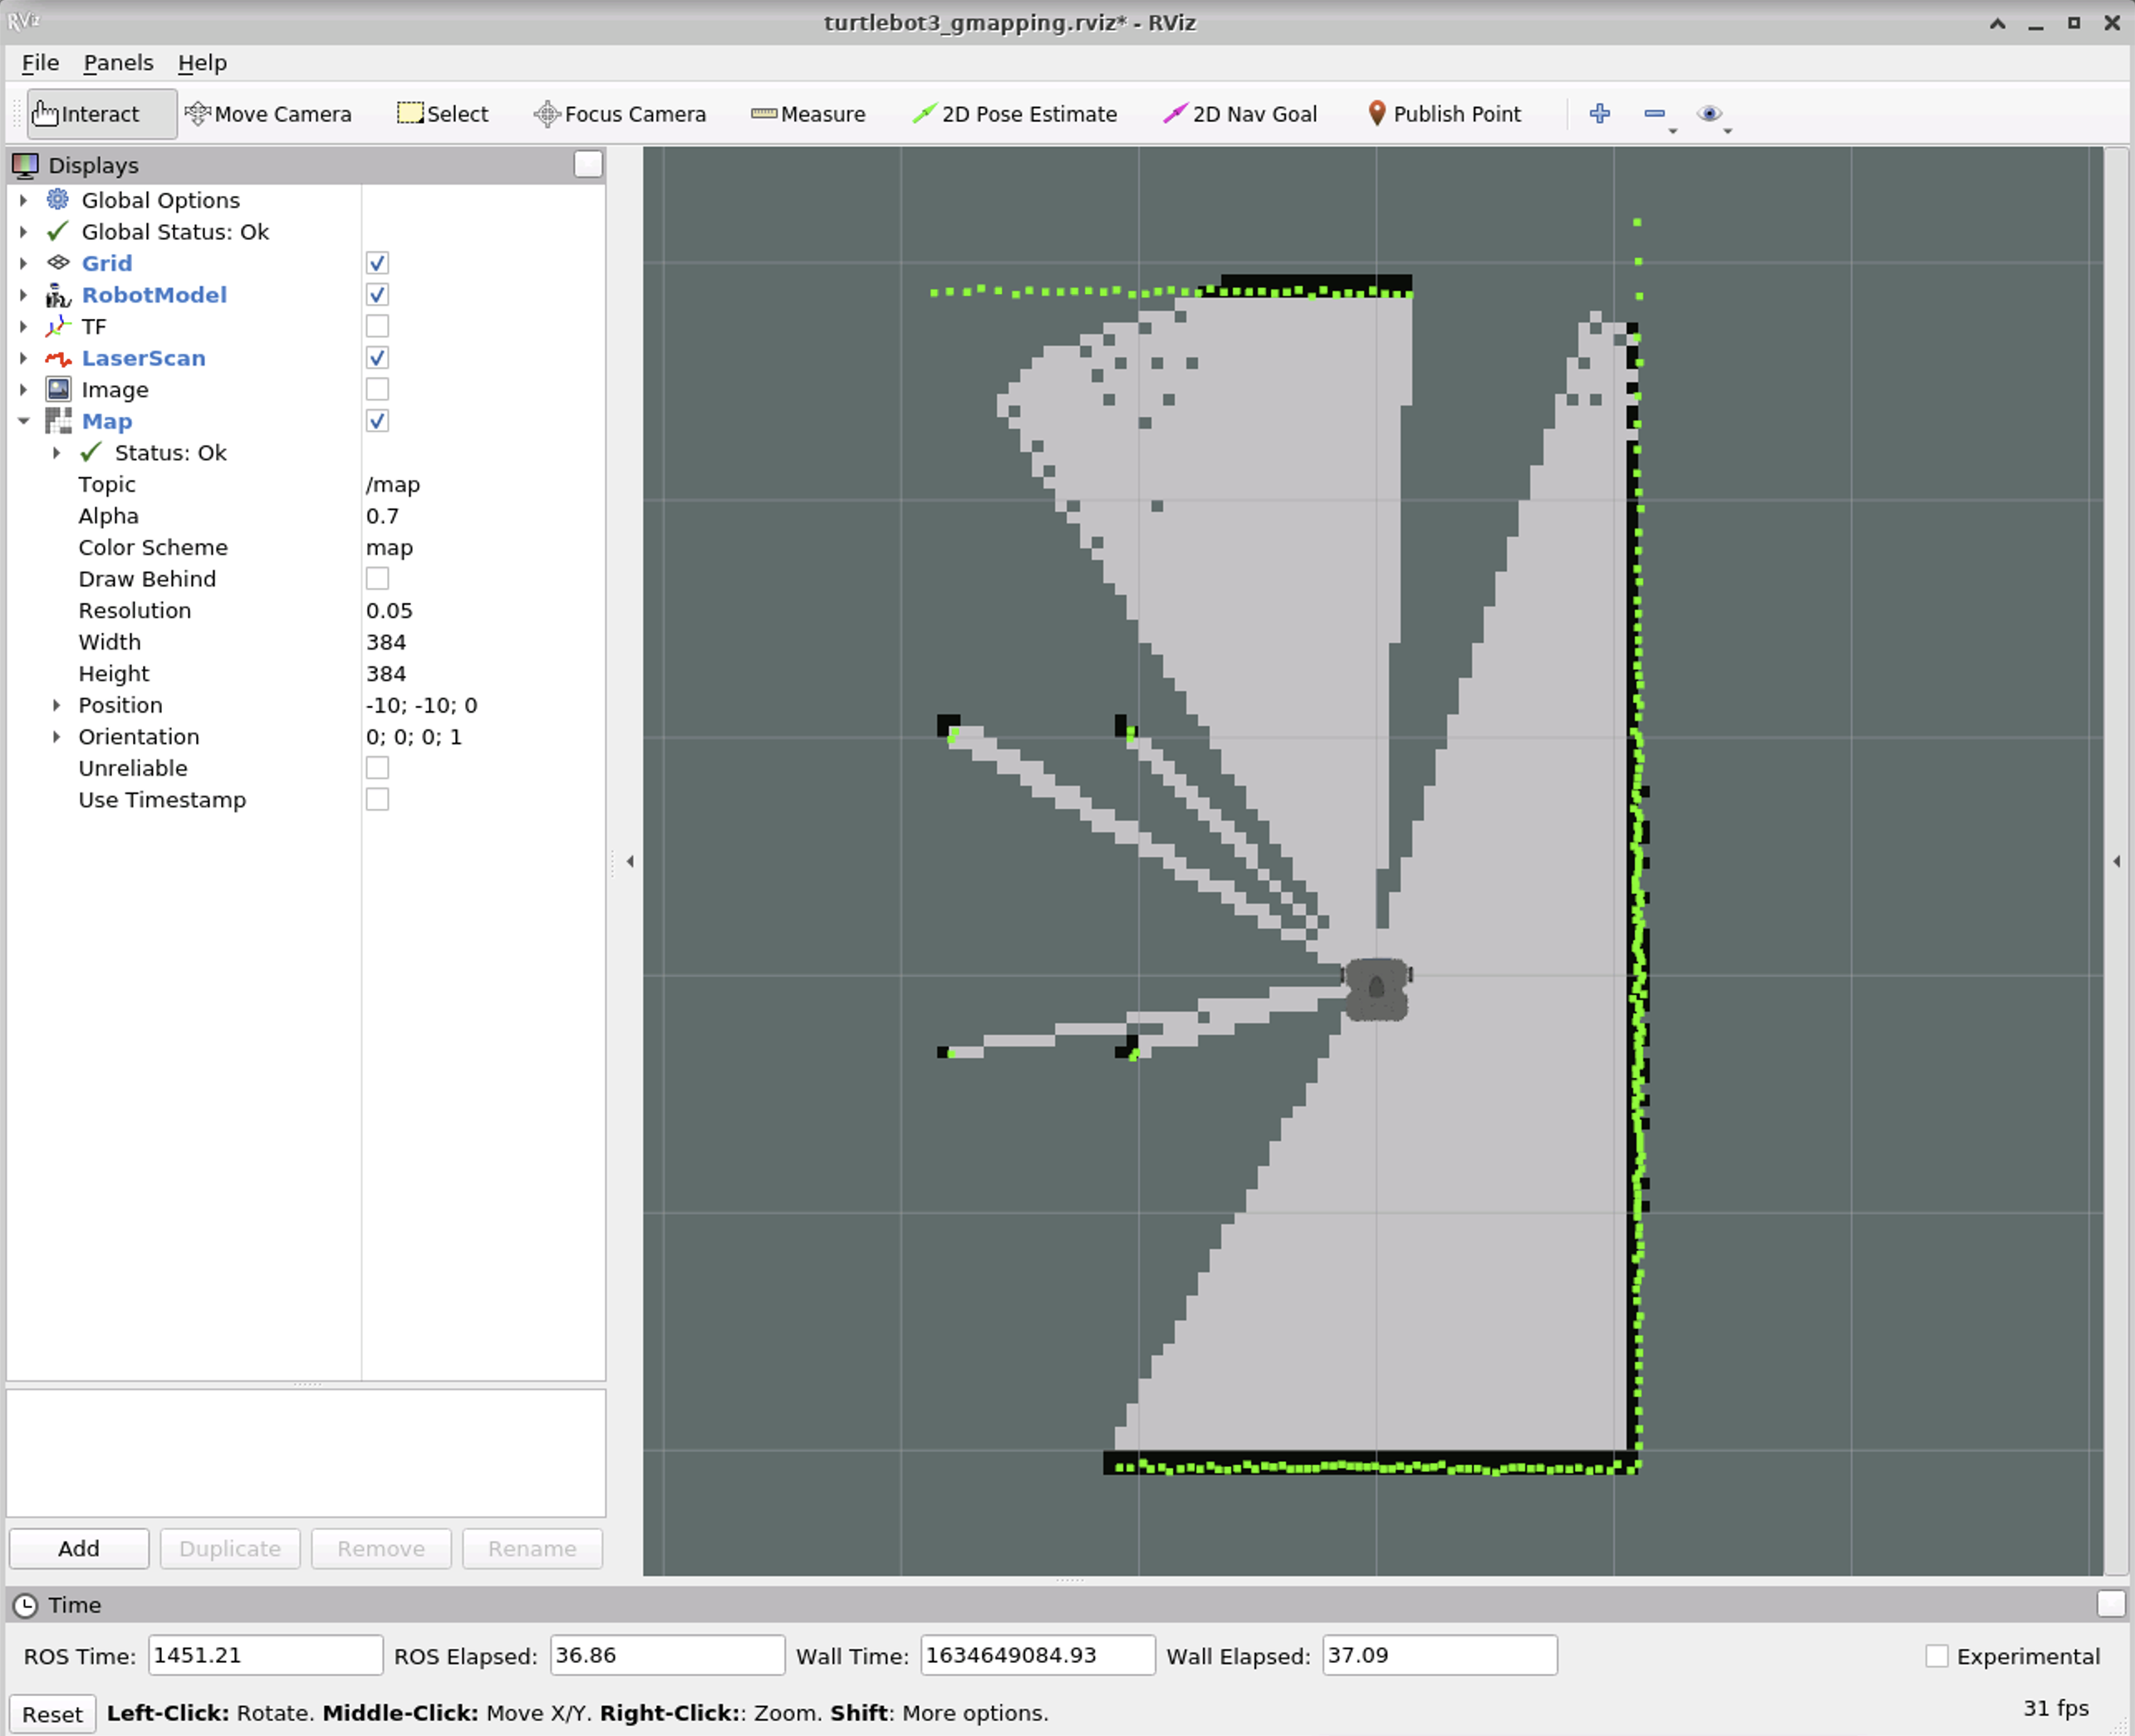 RViz turtlebot3_gmapping.rviz* - RViz
File Panels Help
Interact Move Camera Select Focus Camera Measure 2D Pose Estimate 2D Nav Goal Publish Point
Displays
Global Options
Global Status: Ok
Grid
RobotModel
TF
LaserScan
Image
Map
Status: Ok
Topic /map
Alpha 0.7
Color Scheme map
Draw Behind
Resolution 0.05
Width 384
Height 384
Position -10; -10; 0
Orientation 0; 0; 0; 1
Unreliable
Use Timestamp
Add Duplicate Remove Rename
Time
ROS Time: 1451.21 ROS Elapsed: 36.86 Wall Time: 1634649084.93 Wall Elapsed: 37.09 Experimental
Reset Left-Click: Rotate. Middle-Click: Move X/Y. Right-Click:: Zoom. Shift: More options. 31 fps